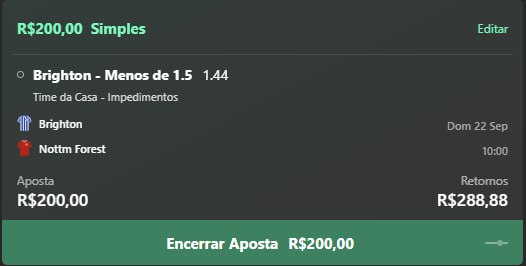 R$200,00 Simples
Editar
Brighton - Menos de 1.5 1.44
Time da Casa - Impedimentos
Brighton
Dom 22 Sep
Nottm Forest
10:00
Aposta
Retornos
R$200,00
R$288,88
Encerrar Aposta R$200,00